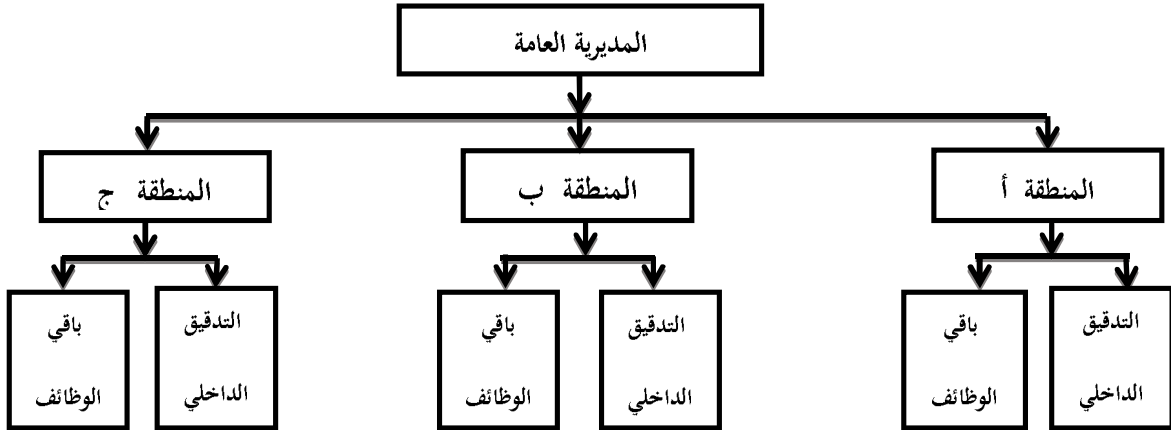 المديرية العامة
المنطقة أ
المنطقة ب
المنطقة ج
التدقيق
الداخلي
باقي
الوظائف
التدقيق
الداخلي
باقي
الوظائف
التدقيق
الداخلي
باقي
الوظائف